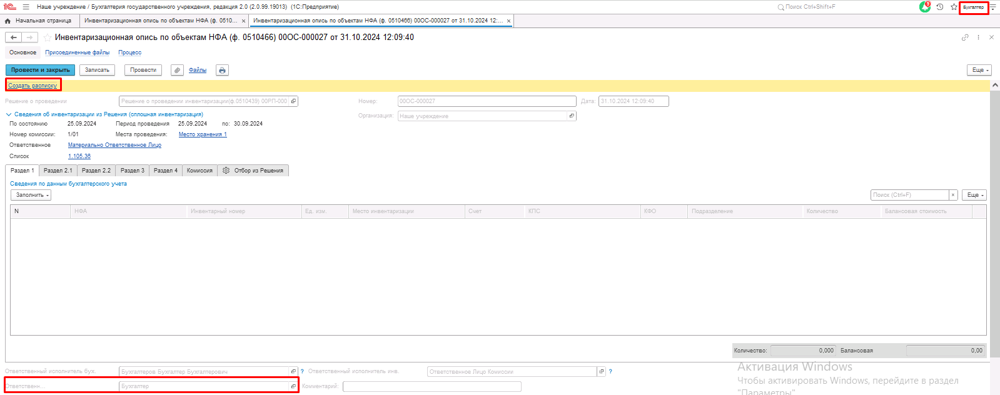 Наше учреждение / Бухгалтерия государственного учреждения, редакция 2.0 (2.0.99.19013) (1С:Предприятие) Поиск Ctrl+Shift+F 9 Бухгалтер
Начальная страница Инвентаризационная опись по объектам НФА (ф. 0510... × Инвентаризационная опись по объектам НФА (ф. 0510466) 00ОС-000027 от 31.10.2024 12:... ×
Инвентаризационная опись по объектам НФА (ф. 0510466) 00ОС-000027 от 31.10.2024 12:09:40
Основное Присоединенные файлы Процесс
Провести и закрыть Записать Провести Файлы Еще
Создать расписку
Решение о проведении Решение о проведении инвентаризации(ф.0510439) 00РП-000 Номер: 00ОС-000027 Дата: 31.10.2024 12:09:40
Сведения об инвентаризации из Решения (сплошная инвентаризация) Организация: Наше учреждение
По состоянию 25.09.2024 Период проведения 25.09.2024 по: 30.09.2024
Номер комиссии: 1/01 Места проведения: Место хранения 1
Ответственное Материально Ответственное Лицо
Список 1.105.36
Раздел 1 Раздел 2.1 Раздел 2.2 Раздел 3 Раздел 4 Комиссия Отбор из Решения
Сведения по данным бухгалтерского учета
Заполнить Поиск (Ctrl+F) × Еще
N НФА Инвентарный номер Ед. изм. Место инвентаризации Счет КПС КФО Подразделение Количество Балансовая стоимость
Количество: 0,000 Балансовая 0,00
Ответственный исполнитель бух. Бухгалтеров Бухгалтер Бухгалтерович ? Ответственный исполнитель инв. Ответственное Лицо Комиссии ?
Ответственн... Бухгалтер Комментарий:
Активация Windows
Чтобы активировать Windows, перейдите в раздел
"Параметры"